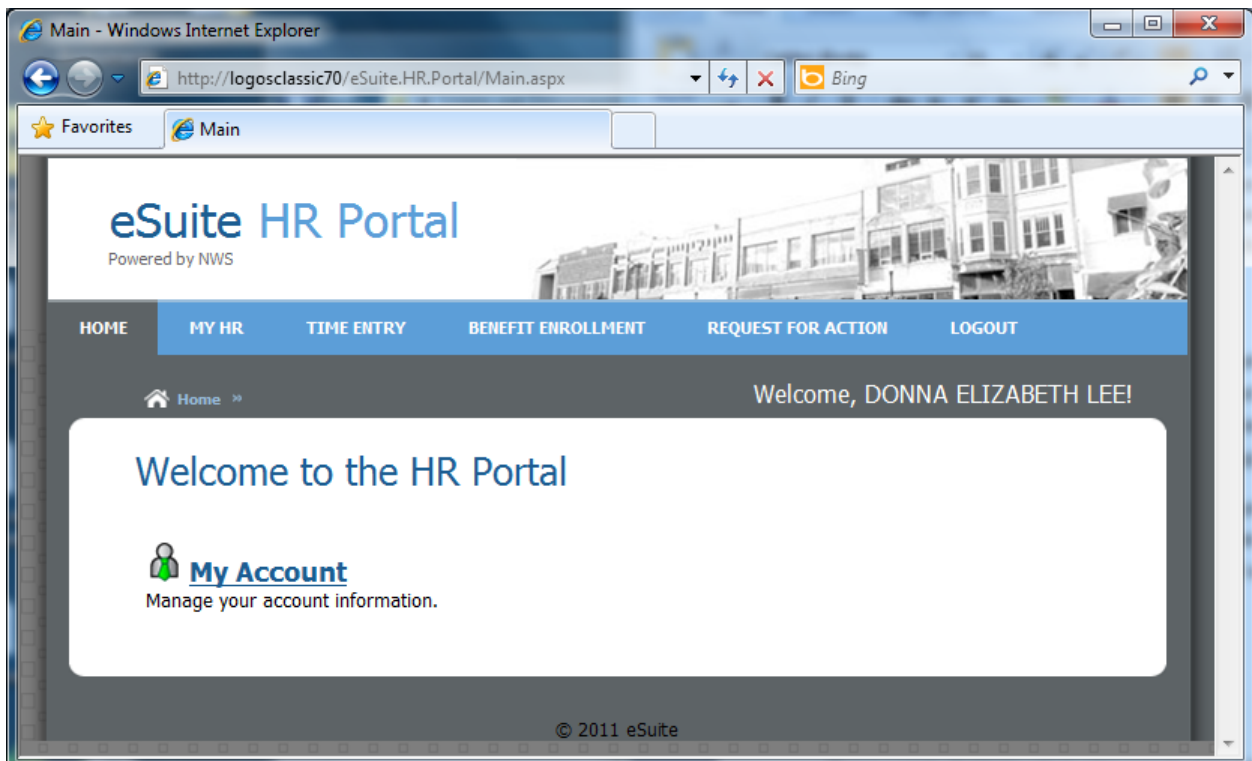 Main - Windows Internet Explorer
http://logosclassic70/eSuite.HR.Portal/Main.aspx
Bing
Favorites
Main
eSuite HR Portal
Powered by NWS
HOME MY HR TIME ENTRY BENEFIT ENROLLMENT REQUEST FOR ACTION LOGOUT
Home »
Welcome, DONNA ELIZABETH LEE!
Welcome to the HR Portal
My Account
Manage your account information.
© 2011 eSuite